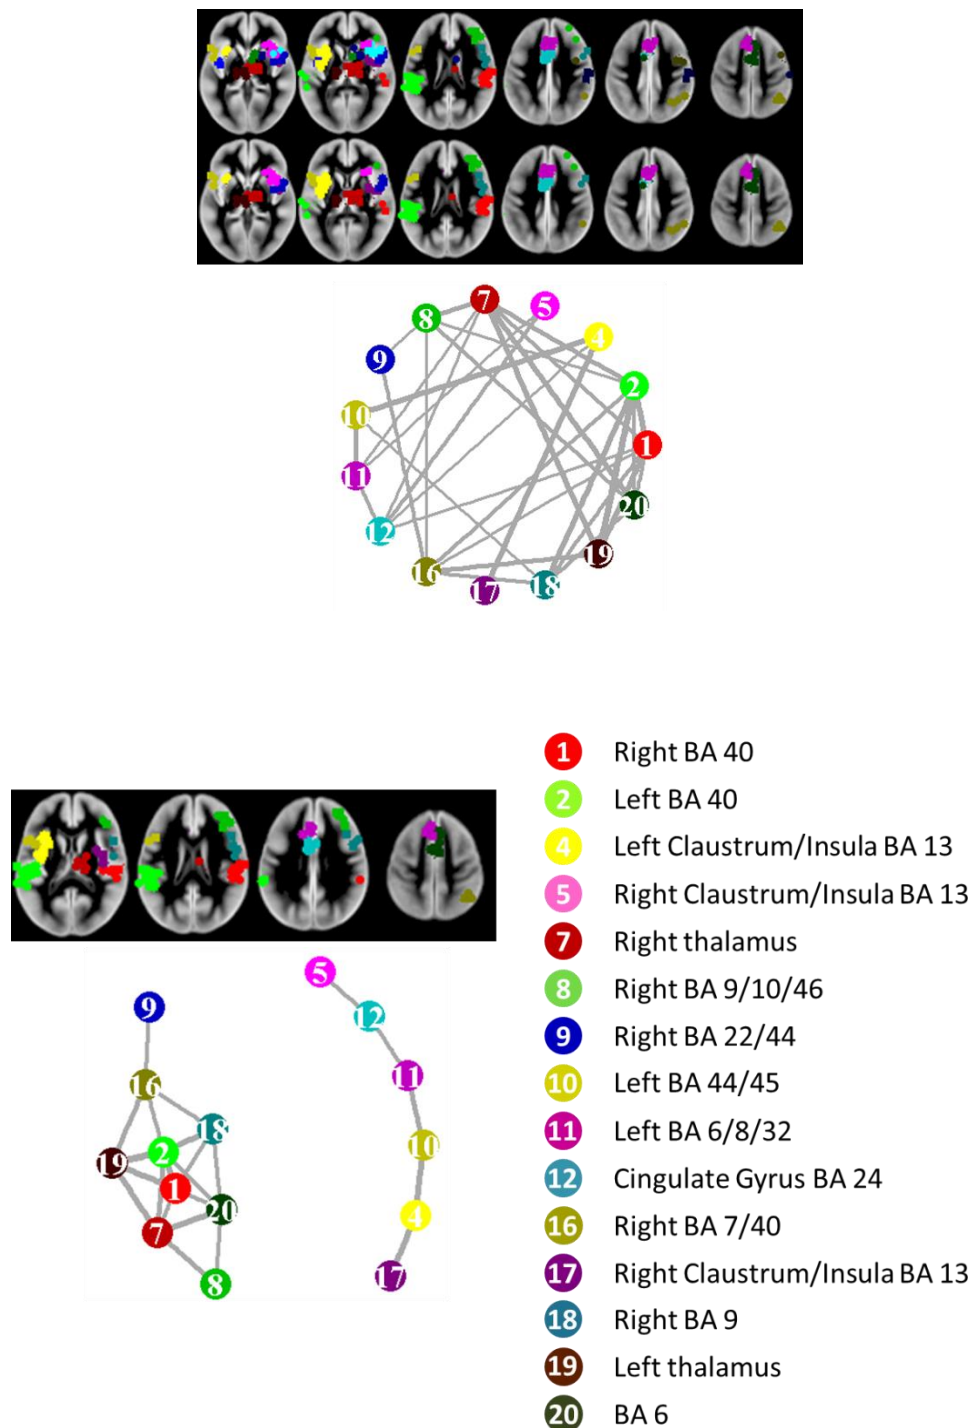 7
5
8
4
9
2
10
1
11
20
12
19
16
17
18
1 Right BA 40
2 Left BA 40
4 Left Claustrum/Insula BA 13
5 Right Claustrum/Insula BA 13
7 Right thalamus
8 Right BA 9/10/46
9 Right BA 22/44
10 Left BA 44/45
11 Left BA 6/8/32
12 Cingulate Gyrus BA 24
16 Right BA 7/40
17 Right Claustrum/Insula BA 13
18 Right BA 9
19 Left thalamus
20 BA 6
5
9
12
11
16
18
10
2
19
1
20
4
7
17
8